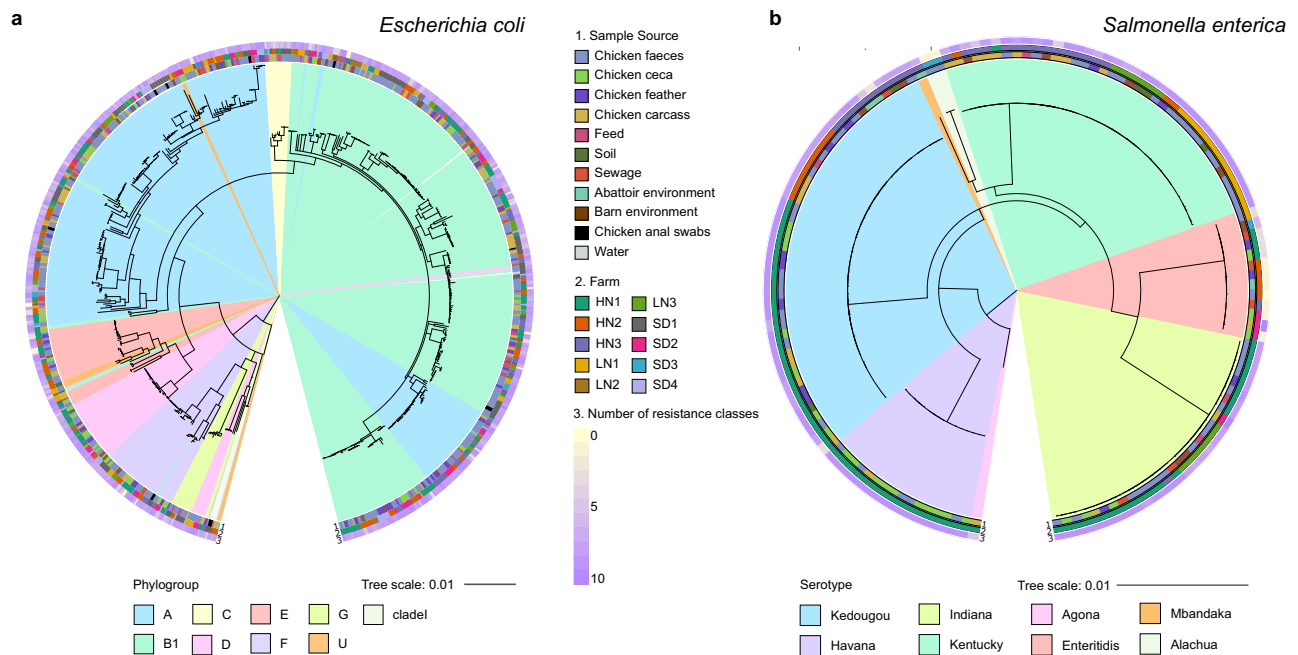 a
Escherichia coli
1
2
3
Phylogroup
Tree scale: 0.01
A
C
E
G
cladeI
B1
D
F
U
1. Sample Source
Chicken faeces
Chicken ceca
Chicken feather
Chicken carcass
Feed
Soil
Sewage
Abattoir environment
Barn environment
Chicken anal swabs
Water
2. Farm
HN1
LN3
HN2
SD1
HN3
SD2
LN1
SD3
LN2
SD4
3. Number of resistance classes
0
5
10
b
Salmonella enterica
1
2
3
1
2
3
1
2
3
Serotype
Tree scale: 0.01
Kedougou
Indiana
Agona
Mbandaka
Havana
Kentucky
Enteritidis
Alachua